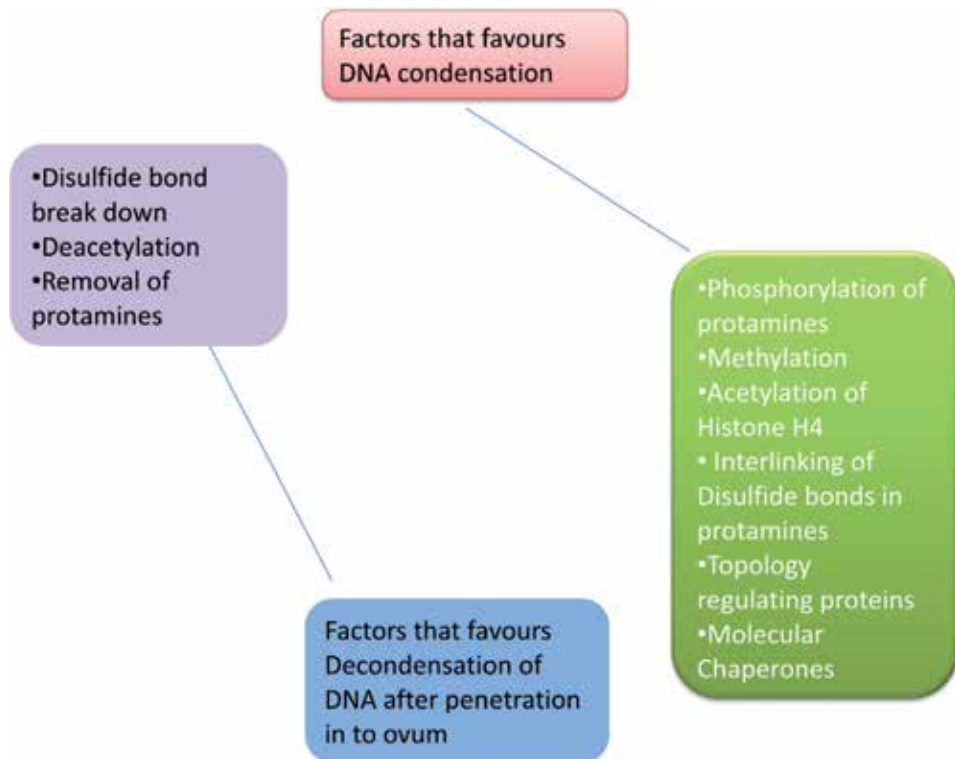 Factors that favours
DNA condensation
•Disulfide bond
break down
•Deacetylation
•Removal of
protamines
•Phosphorylation of
protamines
•Methylation
•Acetylation of
Histone H4
• Interlinking of
Disulfide bonds in
protamines
•Topology
regulating proteins
•Molecular
Chaperones
Factors that favours
Decondensation of
DNA after penetration
in to ovum